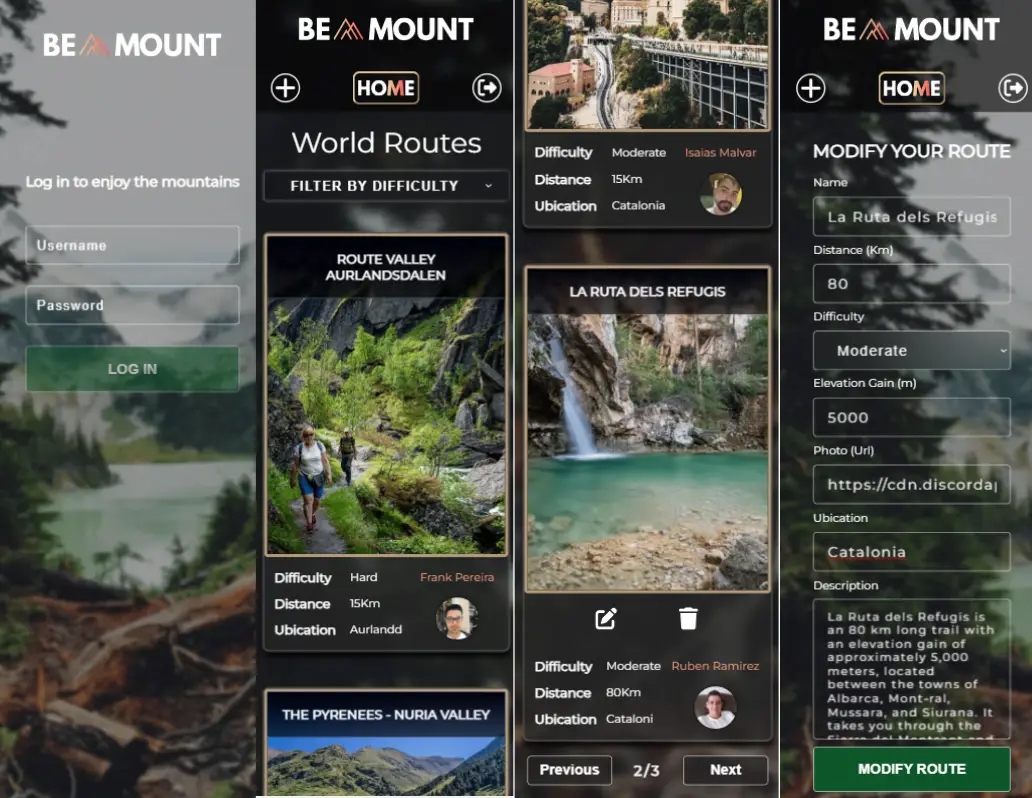 BE MOUNT
Log in to enjoy the mountains
Username
Password
LOG IN
BE MOUNT
HOME
World Routes
FILTER BY DIFFICULTY
ROUTE VALLEY
AURLANDSDALEN
Difficulty Hard Frank Pereira
Distance 15Km
Ubication Aurlandd
THE PYRENEES - NURIA VALLEY
Difficulty Moderate Isaias Malvar
Distance 15Km
Ubication Catalonia
LA RUTA DELS REFUGIS
Difficulty Moderate Ruben Ramirez
Distance 80Km
Ubication Cataloni
Previous 2/3 Next
BE MOUNT
HOME
MODIFY YOUR ROUTE
Name
La Ruta dels Refugis
Distance (Km)
80
Difficulty
Moderate
Elevation Gain (m)
5000
Photo (Url)
https://cdn.discordap
Ubication
Catalonia
Description
La Ruta dels Refugis is
an 80 km long trail with
an elevation gain of
approximately 5,000
meters, located
between the towns of
Albarca, Mont-ral,
Mussara, and Siurana. It
takes you through the
MODIFY ROUTE